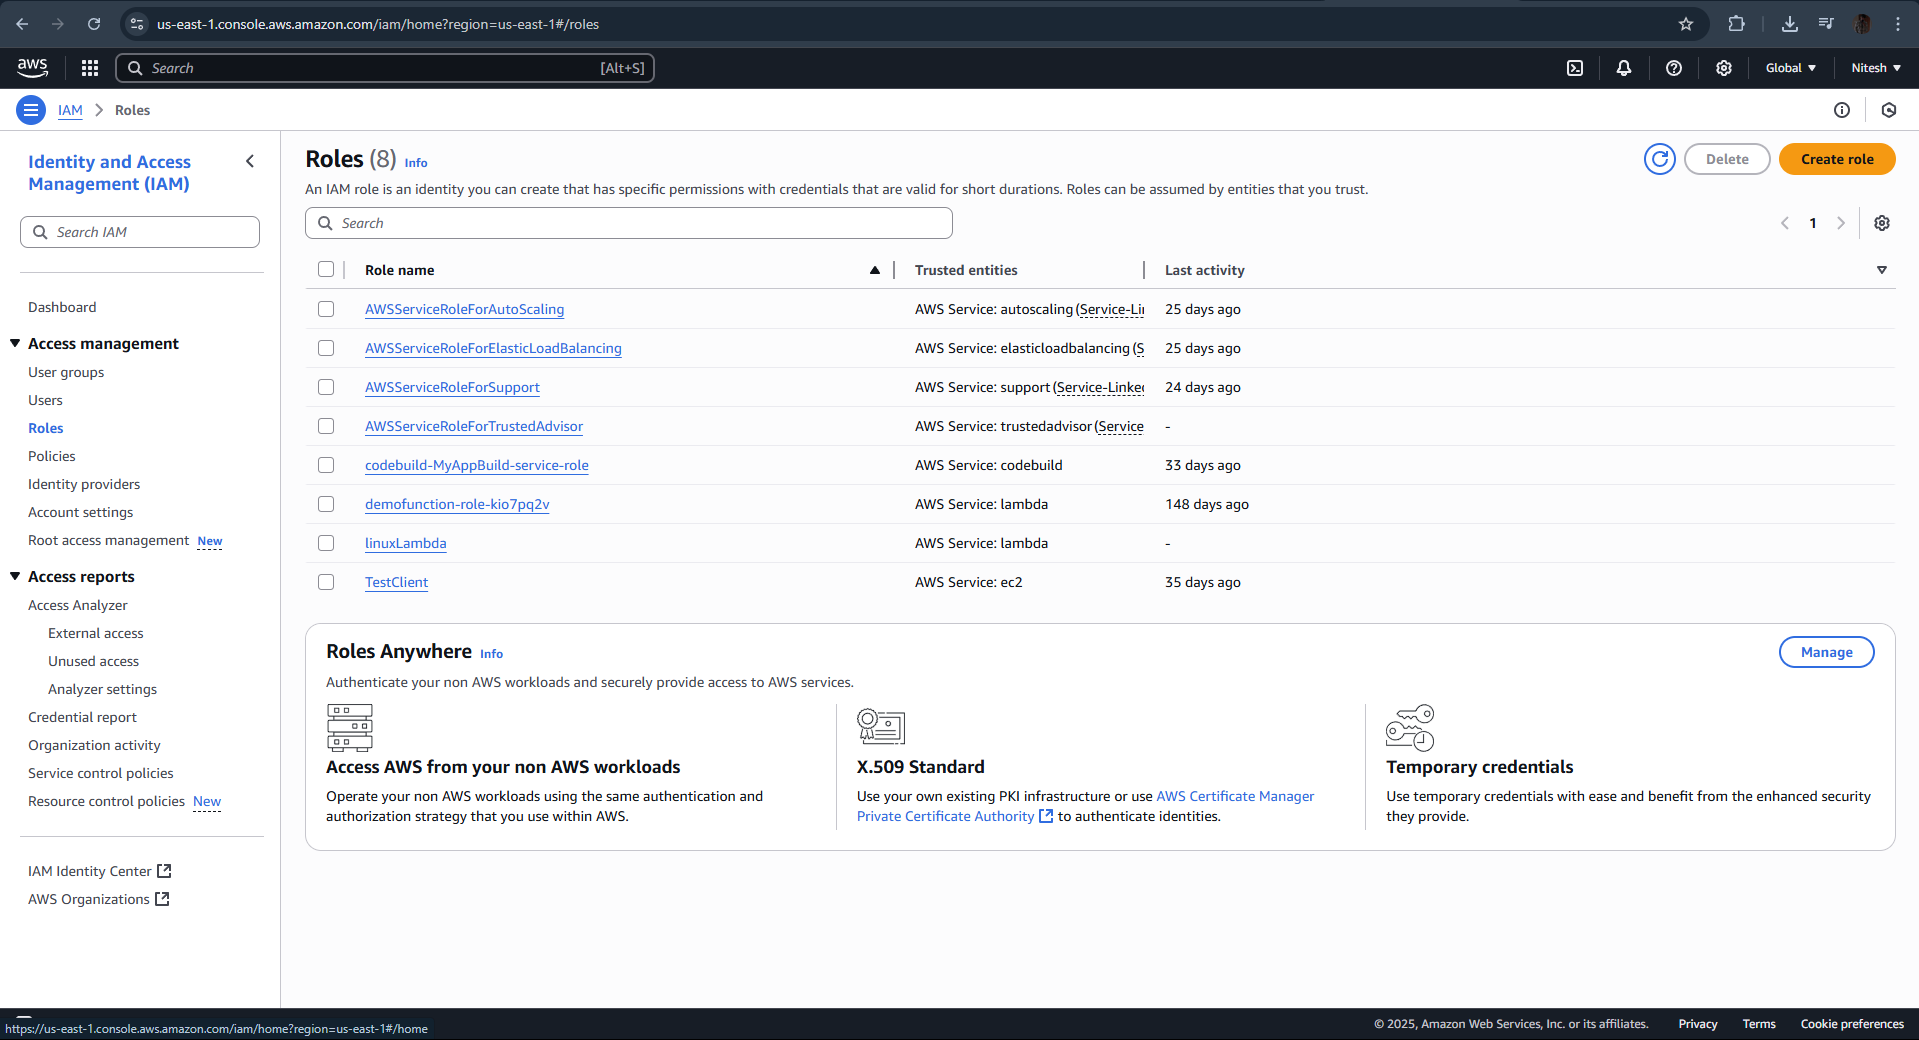 us-east-1.console.aws.amazon.com/iam/home?region=us-east-1#/roles
aws
Search [Alt+S]
Global
Nitesh
IAM
Roles
Identity and Access
Management (IAM)
Search IAM
Dashboard
Access management
User groups
Users
Roles
Policies
Identity providers
Account settings
Root access management New
Access reports
Access Analyzer
External access
Unused access
Analyzer settings
Credential report
Organization activity
Service control policies
Resource control policies New
IAM Identity Center
AWS Organizations
Roles (8) Info
Delete
Create role
An IAM role is an identity you can create that has specific permissions with credentials that are valid for short durations. Roles can be assumed by entities that you trust.
Search
1
Role name Trusted entities Last activity
AWSServiceRoleForAutoScaling AWS Service: autoscaling (Service-Li 25 days ago
AWSServiceRoleForElasticLoadBalancing AWS Service: elasticloadbalancing (S 25 days ago
AWSServiceRoleForSupport AWS Service: support (Service-Linke 24 days ago
AWSServiceRoleForTrustedAdvisor AWS Service: trustedadvisor (Service -
codebuild-MyAppBuild-service-role AWS Service: codebuild 33 days ago
demofunction-role-kio7pq2v AWS Service: lambda 148 days ago
linuxLambda AWS Service: lambda -
TestClient AWS Service: ec2 35 days ago
Roles Anywhere Info
Manage
Authenticate your non AWS workloads and securely provide access to AWS services.
Access AWS from your non AWS workloads
Operate your non AWS workloads using the same authentication and
authorization strategy that you use within AWS.
X.509 Standard
Use your own existing PKI infrastructure or use AWS Certificate Manager
Private Certificate Authority to authenticate identities.
Temporary credentials
Use temporary credentials with ease and benefit from the enhanced security
they provide.
https://us-east-1.console.aws.amazon.com/iam/home?region=us-east-1#/home
© 2025, Amazon Web Services, Inc. or its affiliates. Privacy Terms Cookie preferences